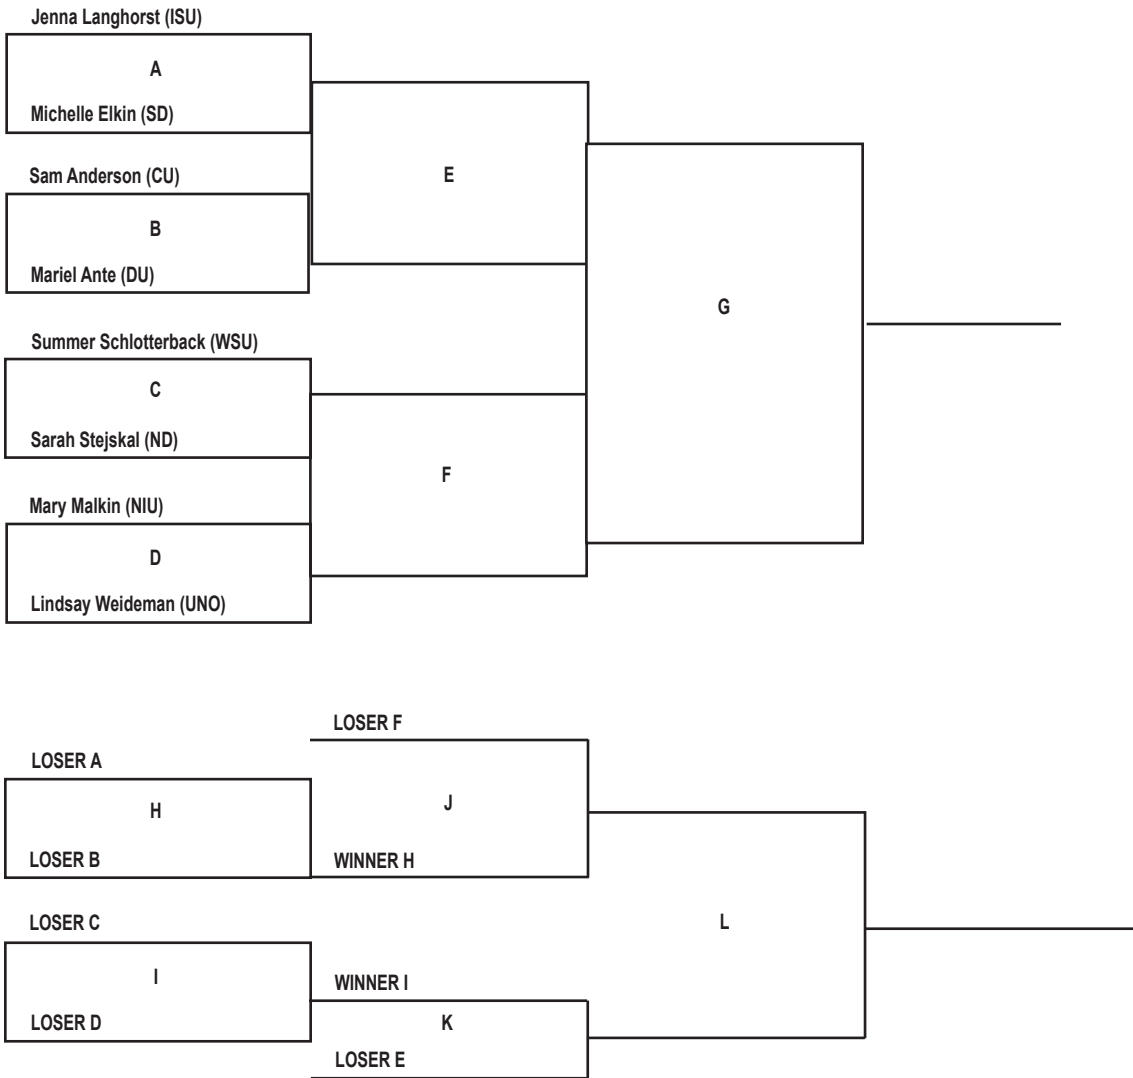 Jenna Langhorst (ISU)
A
Michelle Elkin (SD)
Sam Anderson (CU)
E
B
Mariel Ante (DU)
G
Summer Schlotterback (WSU)
C
Sarah Stejskal (ND)
F
Mary Malkin (NIU)
D
Lindsay Weideman (UNO)
LOSER F
LOSER A
H
J
LOSER B
WINNER H
LOSER C
L
I
WINNER I
LOSER D
K
LOSER E